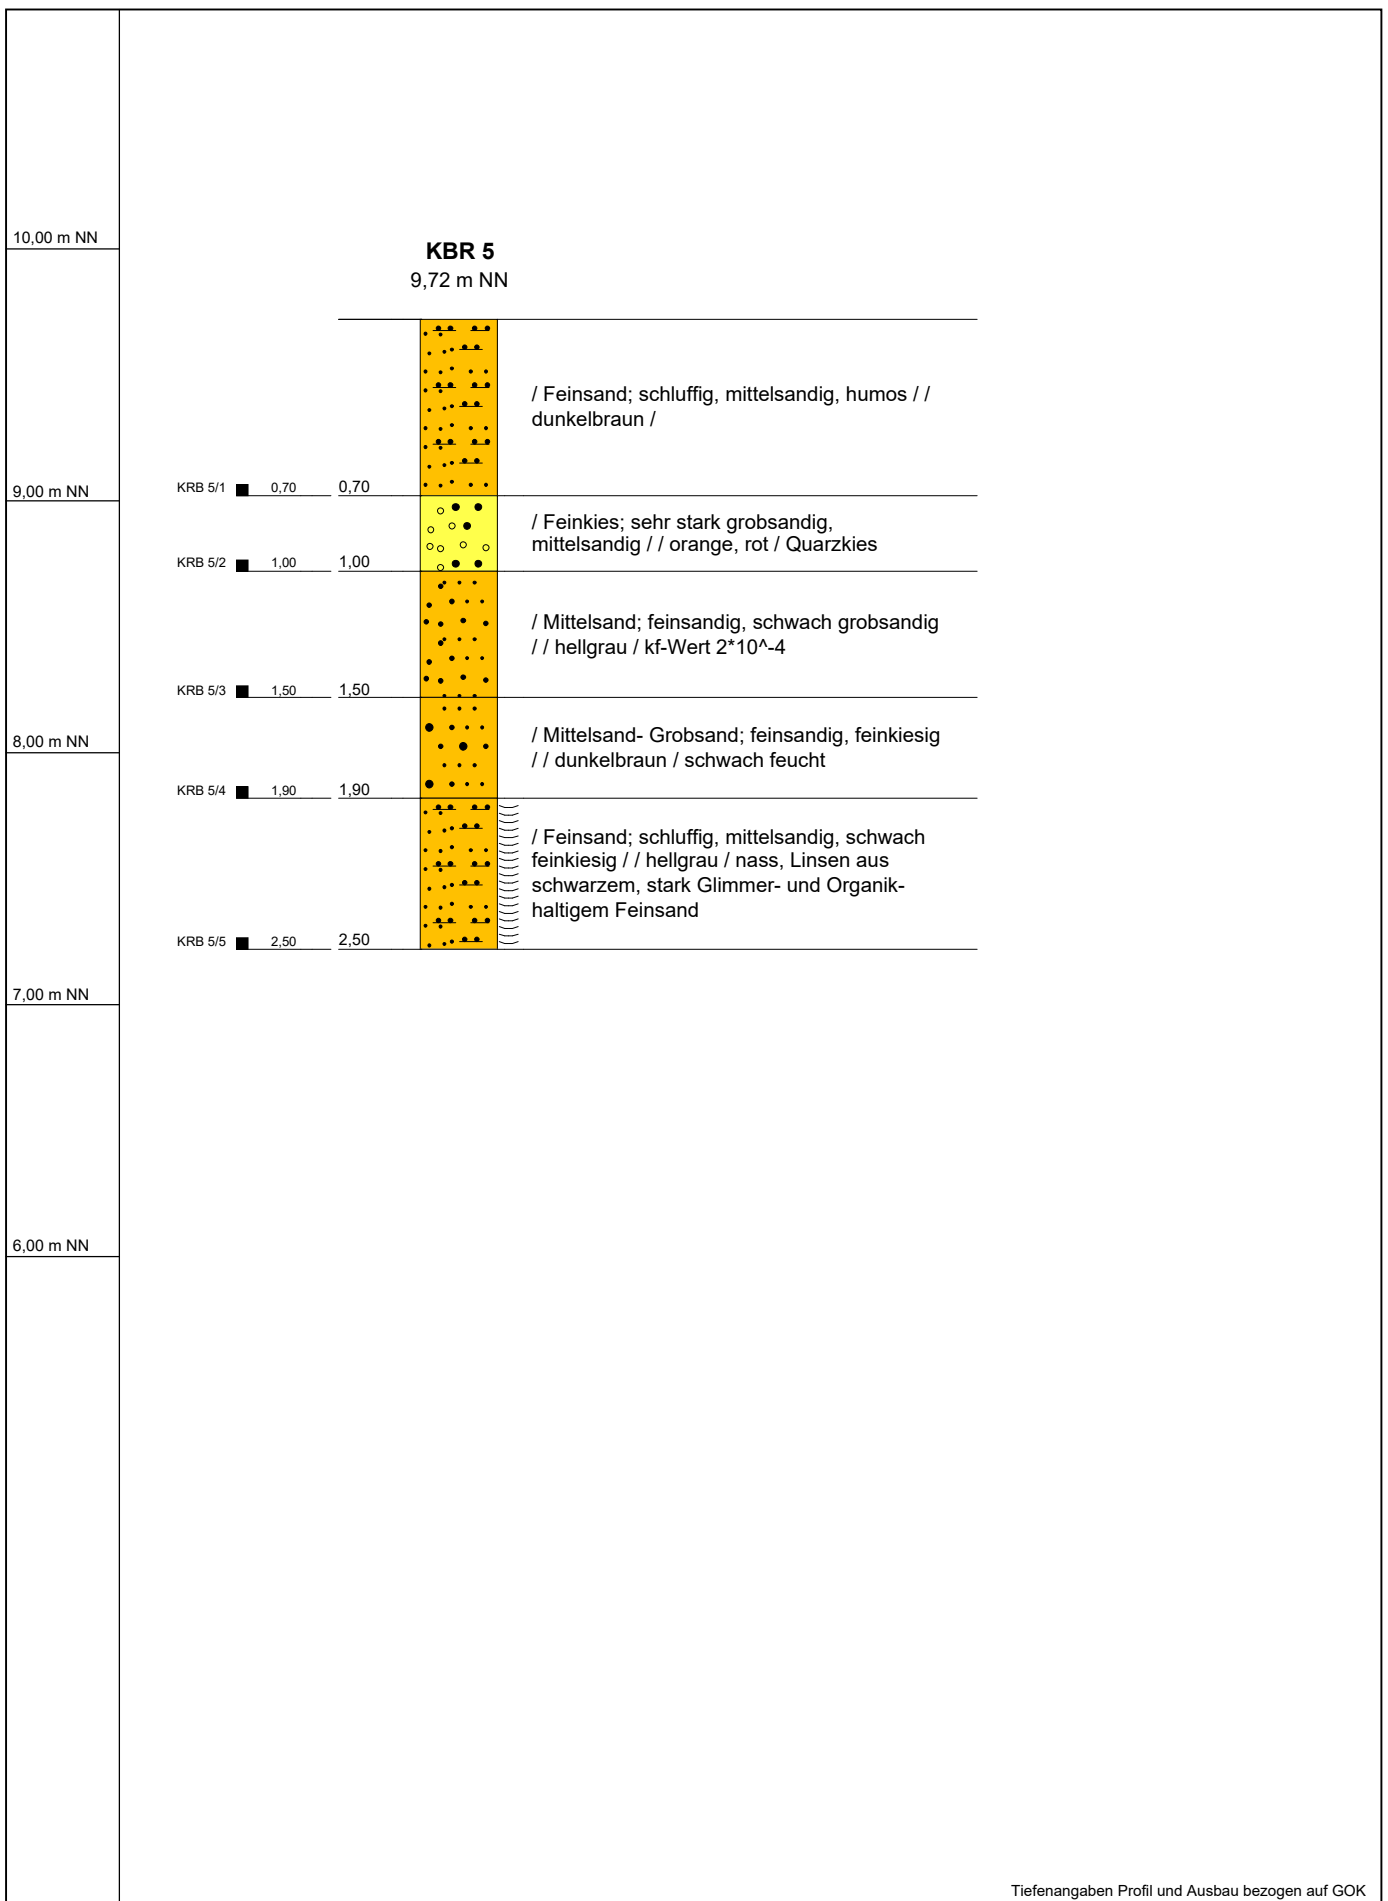 10,00 m NN
KBR 5
9,72 m NN
/ Feinsand; schluffig, mittelsandig, humos / /
dunkelbraun /
9,00 m NN
KRB 5/1 0,70 0,70
/ Feinkies; sehr stark grobsandig,
mittelsandig / / orange, rot / Quarzkies
KRB 5/2 1,00 1,00
/ Mittelsand; feinsandig, schwach grobsandig
/ / hellgrau / kf-Wert 2*10^-4
KRB 5/3 1,50 1,50
8,00 m NN
/ Mittelsand- Grobsand; feinsandig, feinkiesig
/ / dunkelbraun / schwach feucht
KRB 5/4 1,90 1,90
/ Feinsand; schluffig, mittelsandig, schwach
feinkiesig / / hellgrau / nass, Linsen aus
schwarzem, stark Glimmer- und Organik-
haltigem Feinsand
KRB 5/5 2,50 2,50
7,00 m NN
6,00 m NN
Tiefenangaben Profil und Ausbau bezogen auf GOK